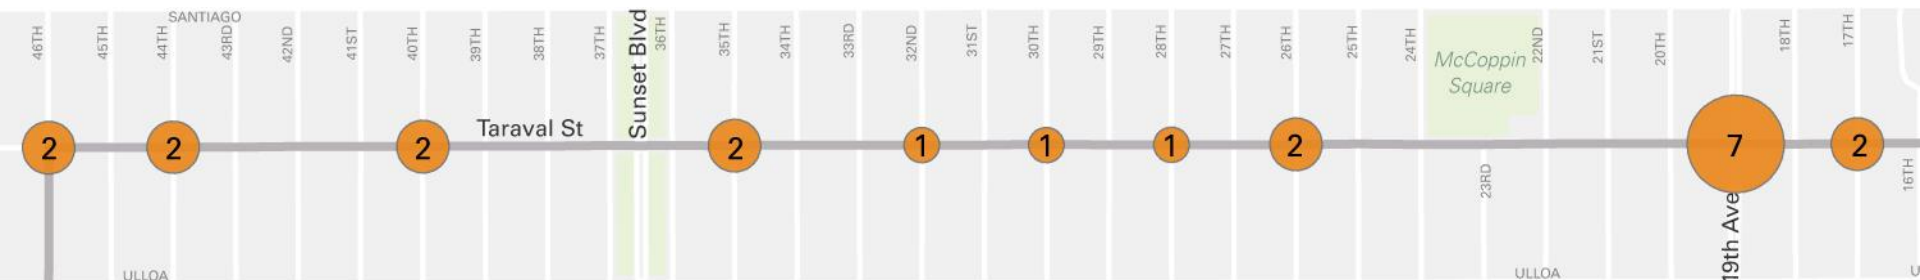 SANTIAGO
46TH
45TH
44TH
43RD
42ND
41ST
40TH
39TH
38TH
37TH
Sunset Blvd
36TH
35TH
34TH
33RD
32ND
31ST
30TH
29TH
28TH
27TH
26TH
25TH
24TH
McCoppin
Square
22ND
21ST
20TH
18TH
17TH
Taraval St
2
2
2
2
1
1
1
2
7
2
23RD
16TH
19th Ave
ULLOA
ULLOA
U